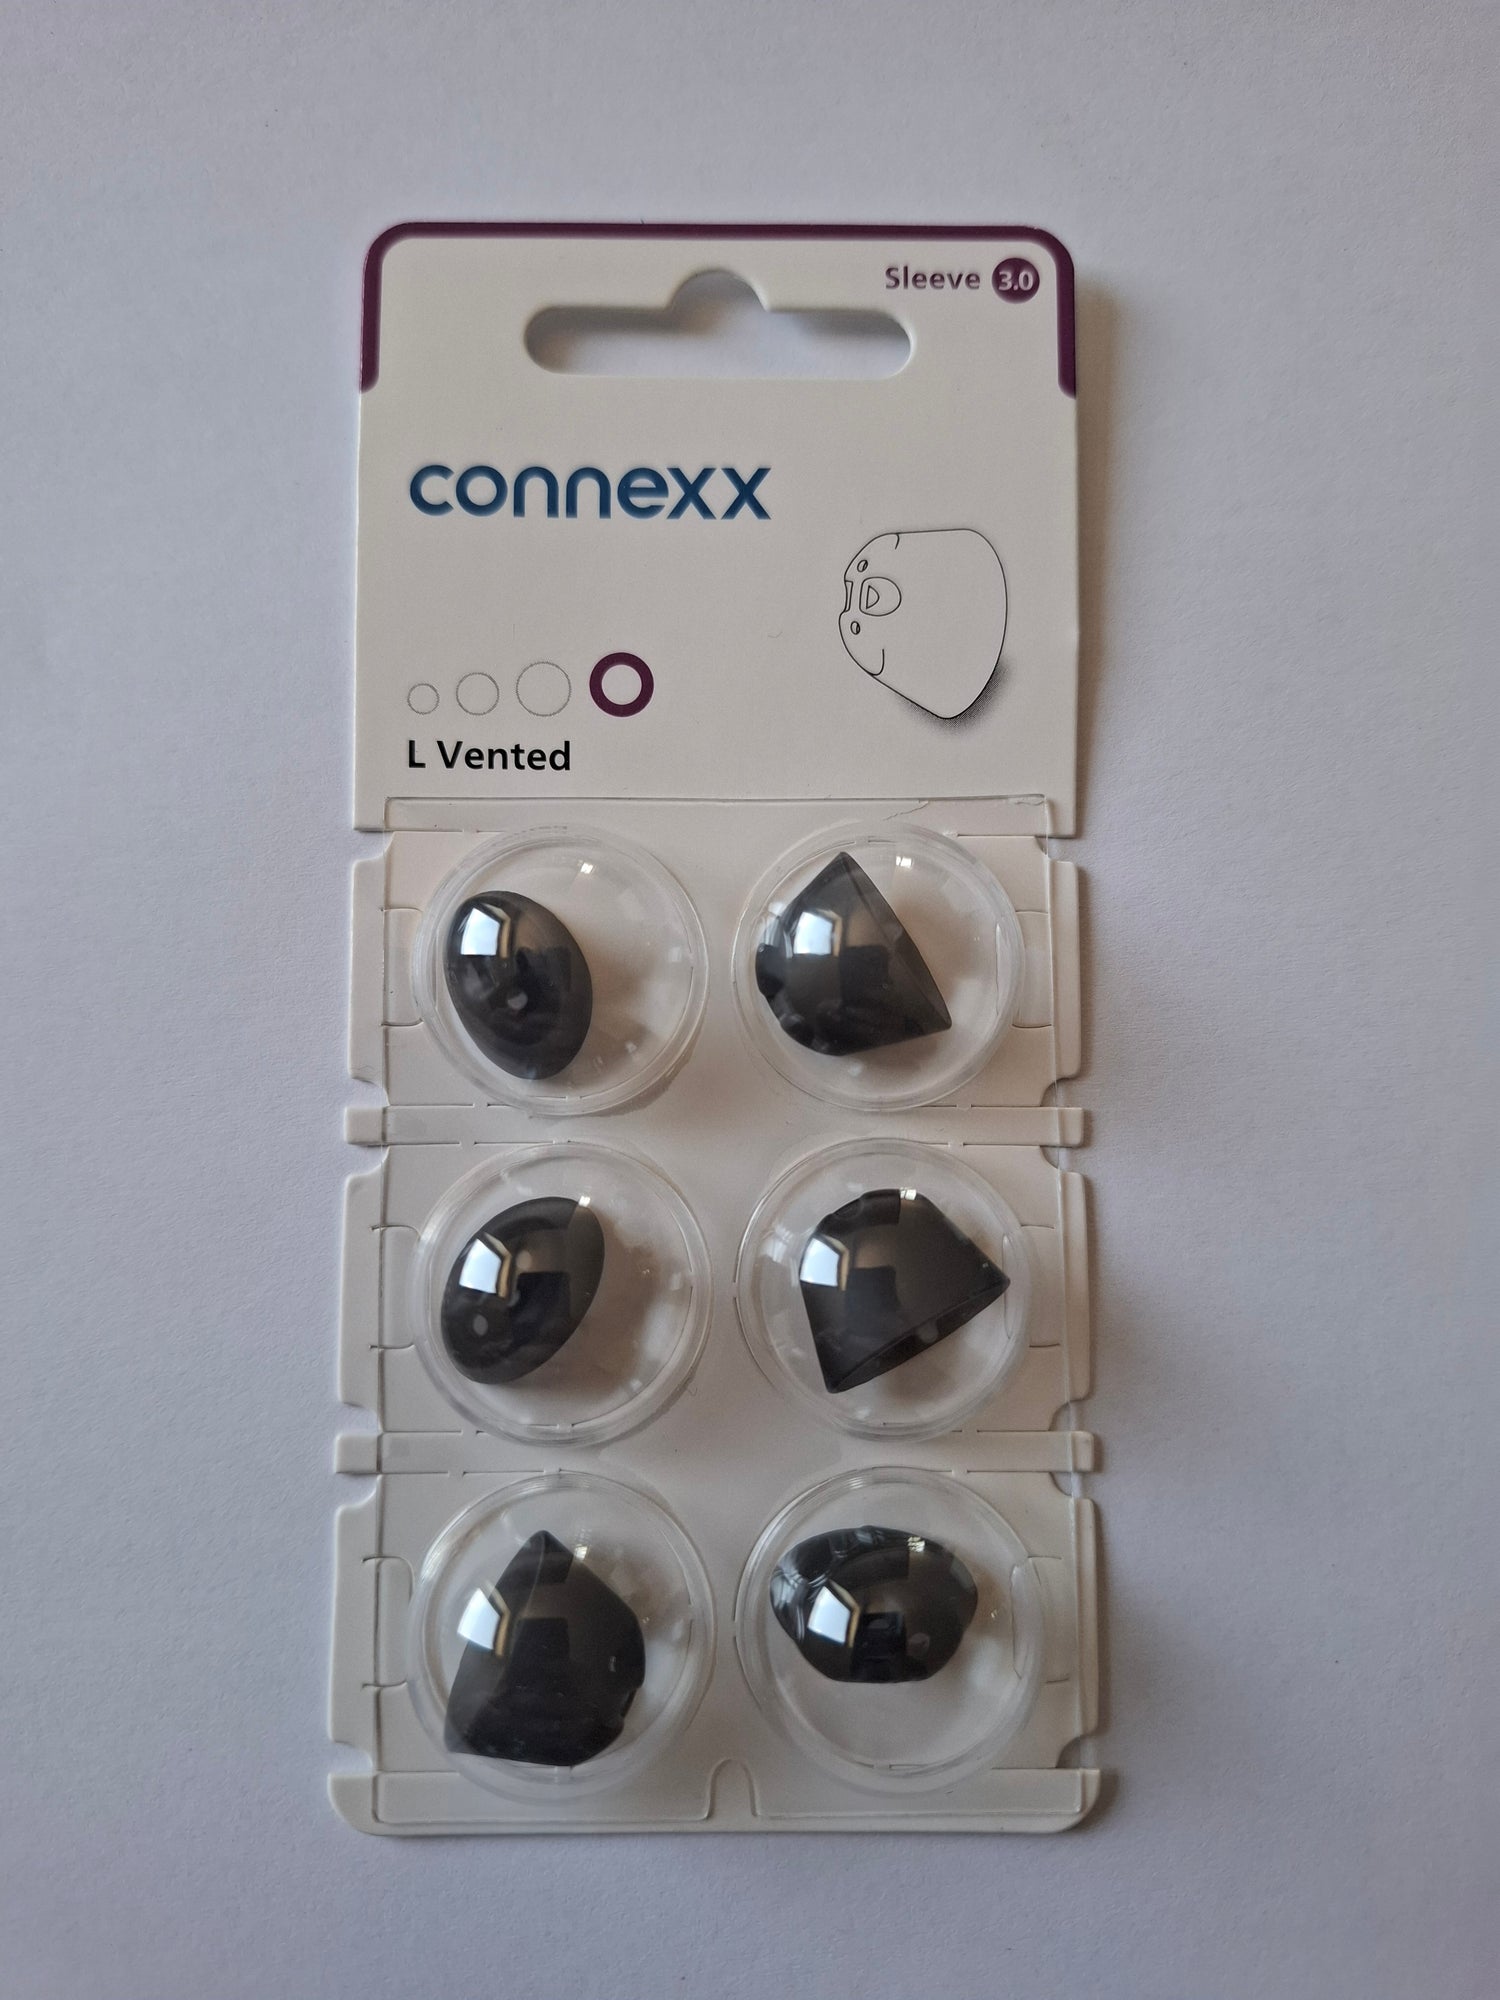 Sleeve 3.0
connexx
L Vented